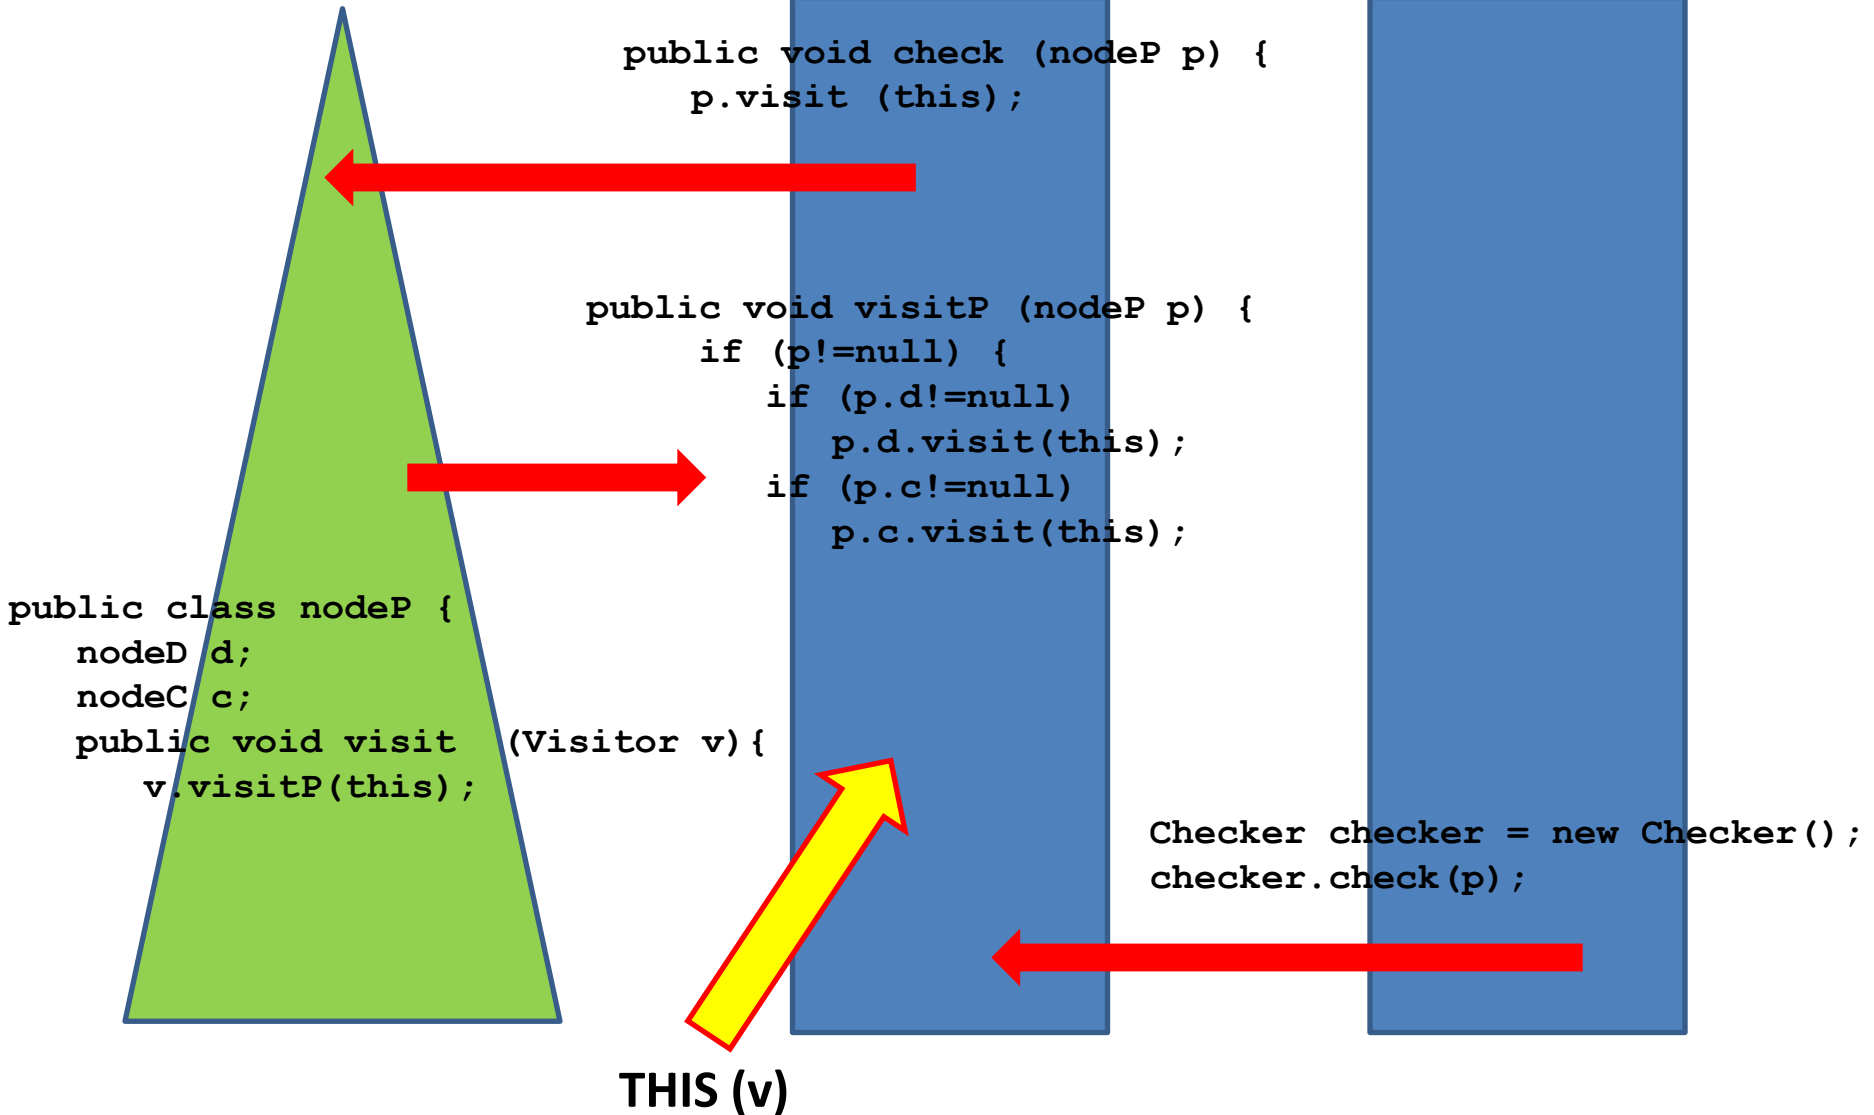 public void check (nodeP p) {
p.visit (this);
public void visitP (nodeP p) {
if (p!=null) {
if (p.d!=null)
p.d.visit(this);
if (p.c!=null)
p.c.visit(this);
public class nodeP {
nodeD d;
nodeC c;
public void visit (Visitor v){
v.visitP(this);
Checker checker = new Checker();
checker.check(p);
THIS (v)